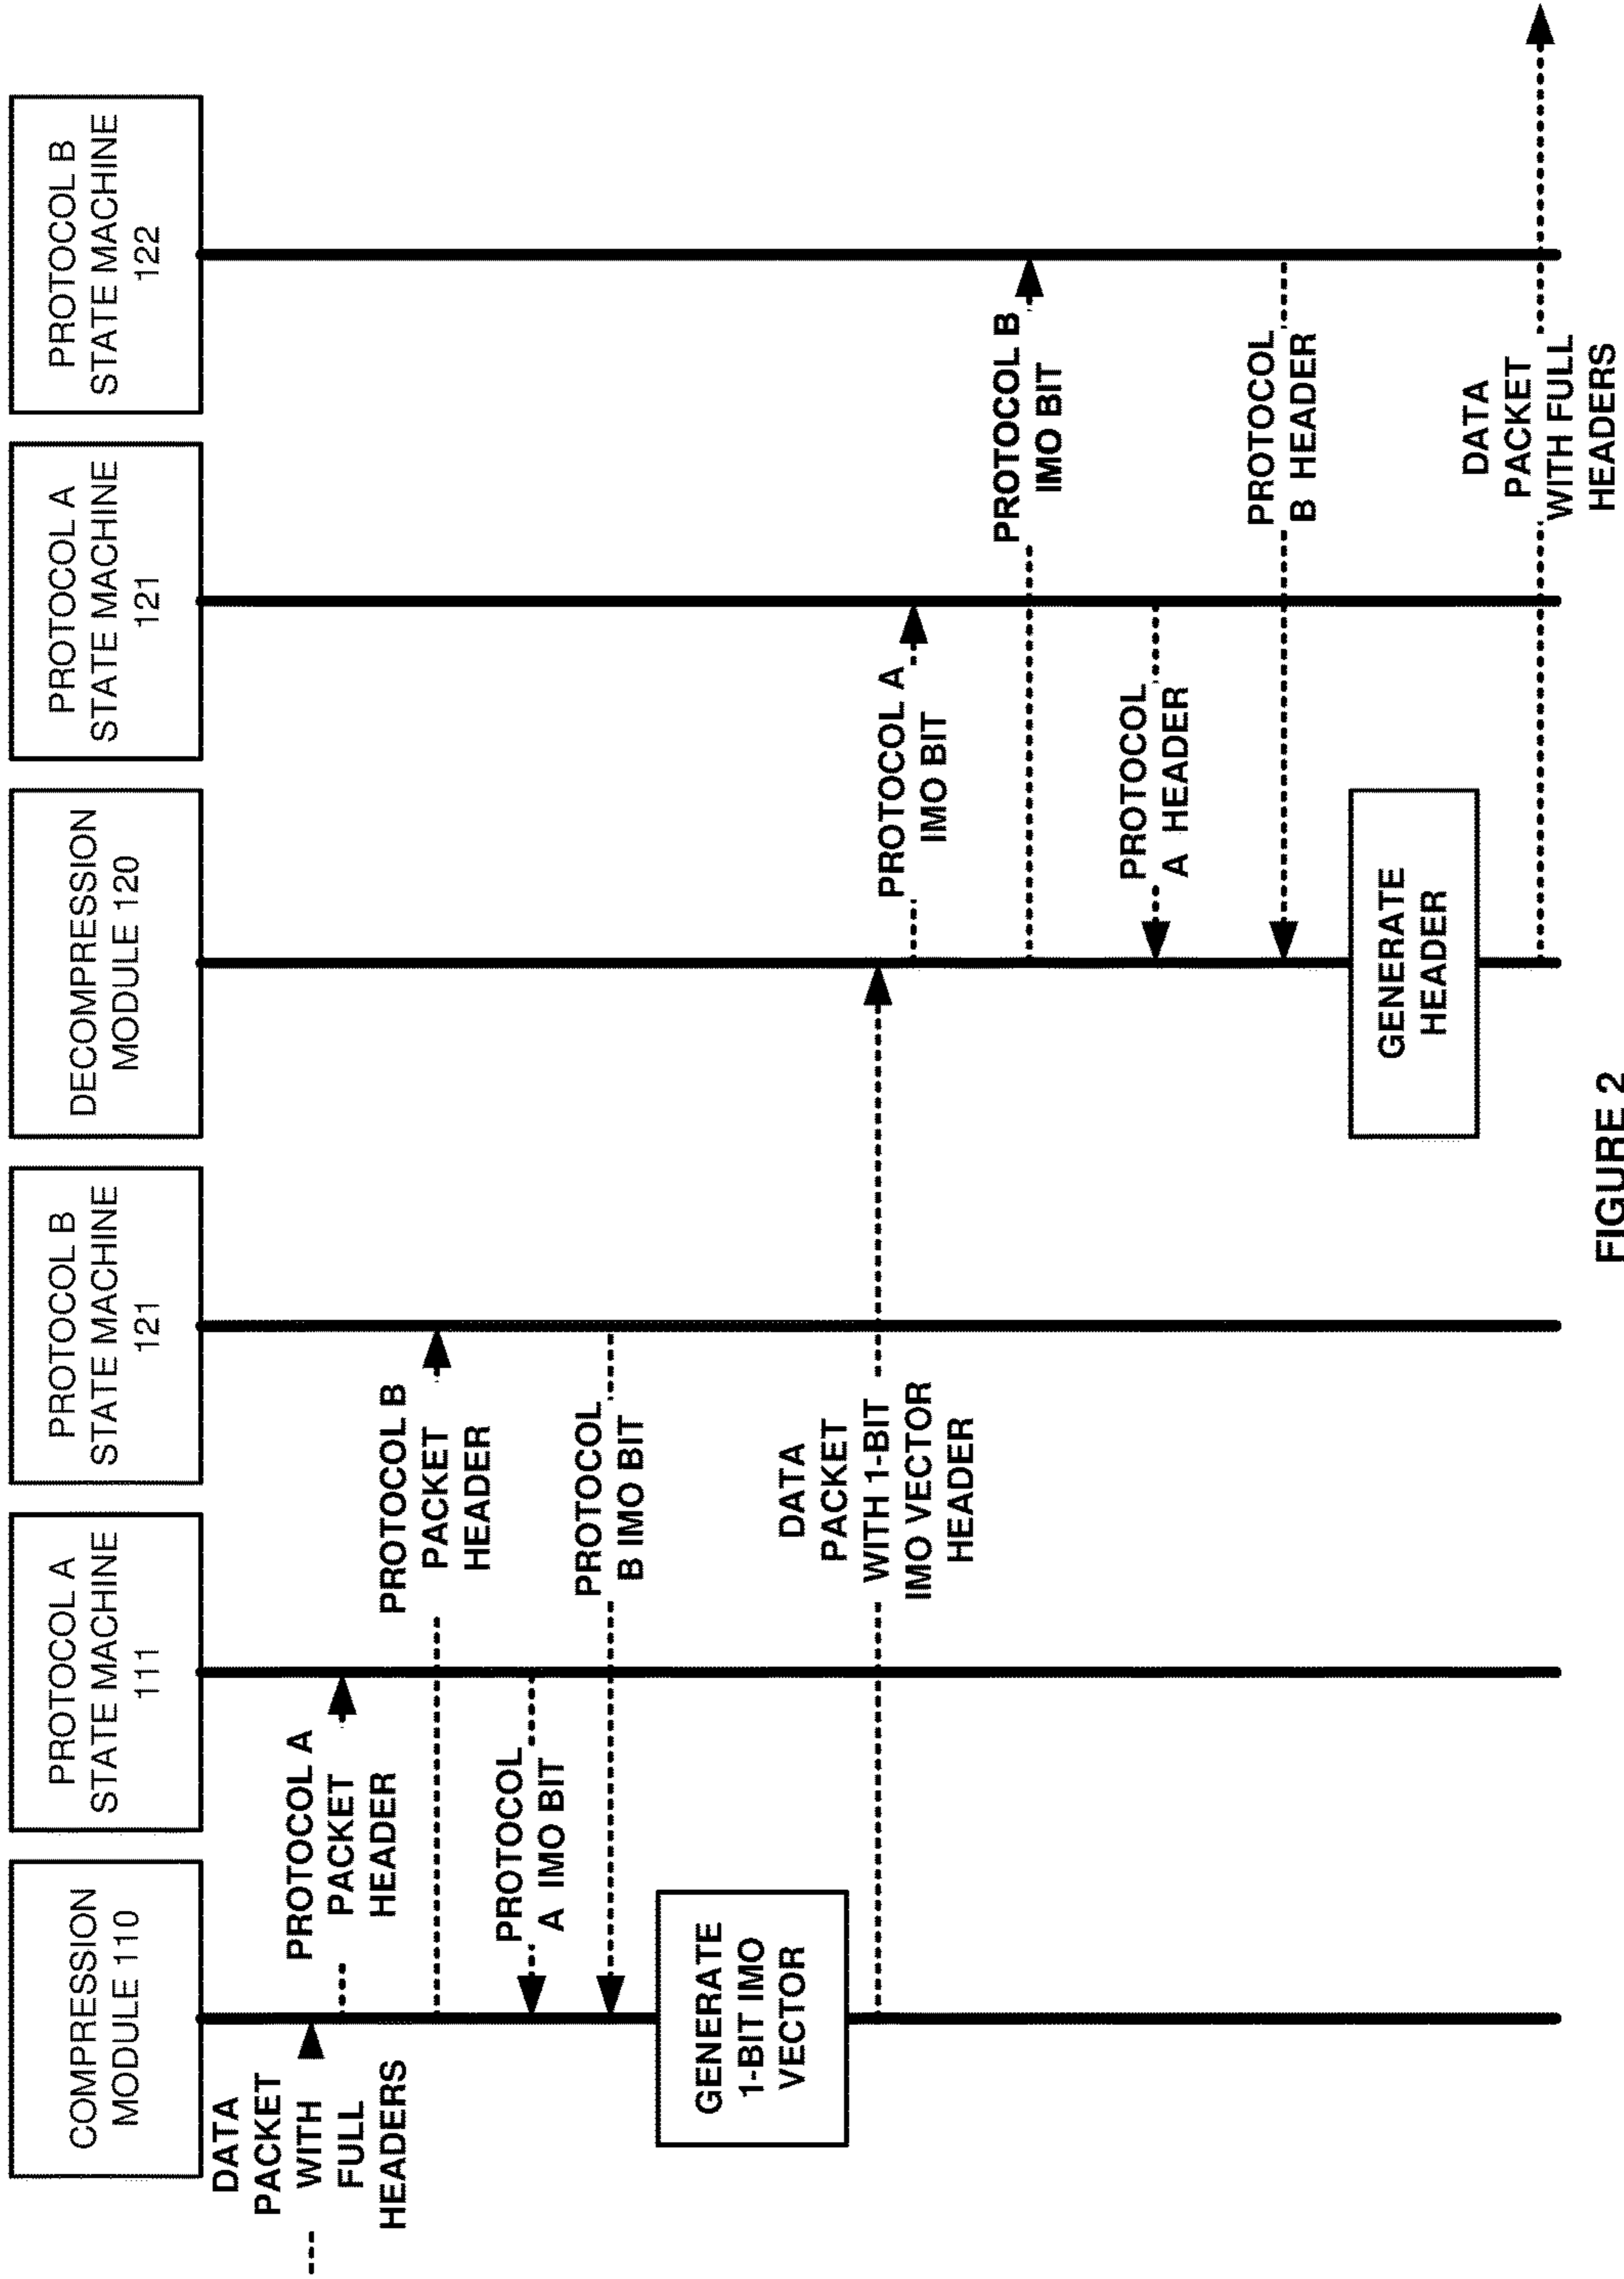 COMPRESSION
MODULE 110
PROTOCOL A
STATE MACHINE
111
PROTOCOL B
STATE MACHINE
121
DECOMPRESSION
MODULE 120
PROTOCOL A
STATE MACHINE
121
PROTOCOL B
STATE MACHINE
122
DATA
PACKET
WITH
FULL
HEADERS
PROTOCOL A
PACKET
HEADER
PROTOCOL B
PACKET
HEADER
PROTOCOL
A IMO BIT
PROTOCOL
B IMO BIT
GENERATE
1-BIT IMO
VECTOR
DATA
PACKET
WITH 1-BIT
IMO VECTOR
HEADER
PROTOCOL A
IMO BIT
PROTOCOL B
IMO BIT
PROTOCOL
A HEADER
PROTOCOL
B HEADER
GENERATE
HEADER
DATA
PACKET
WITH FULL
HEADERS
FIGURE 2